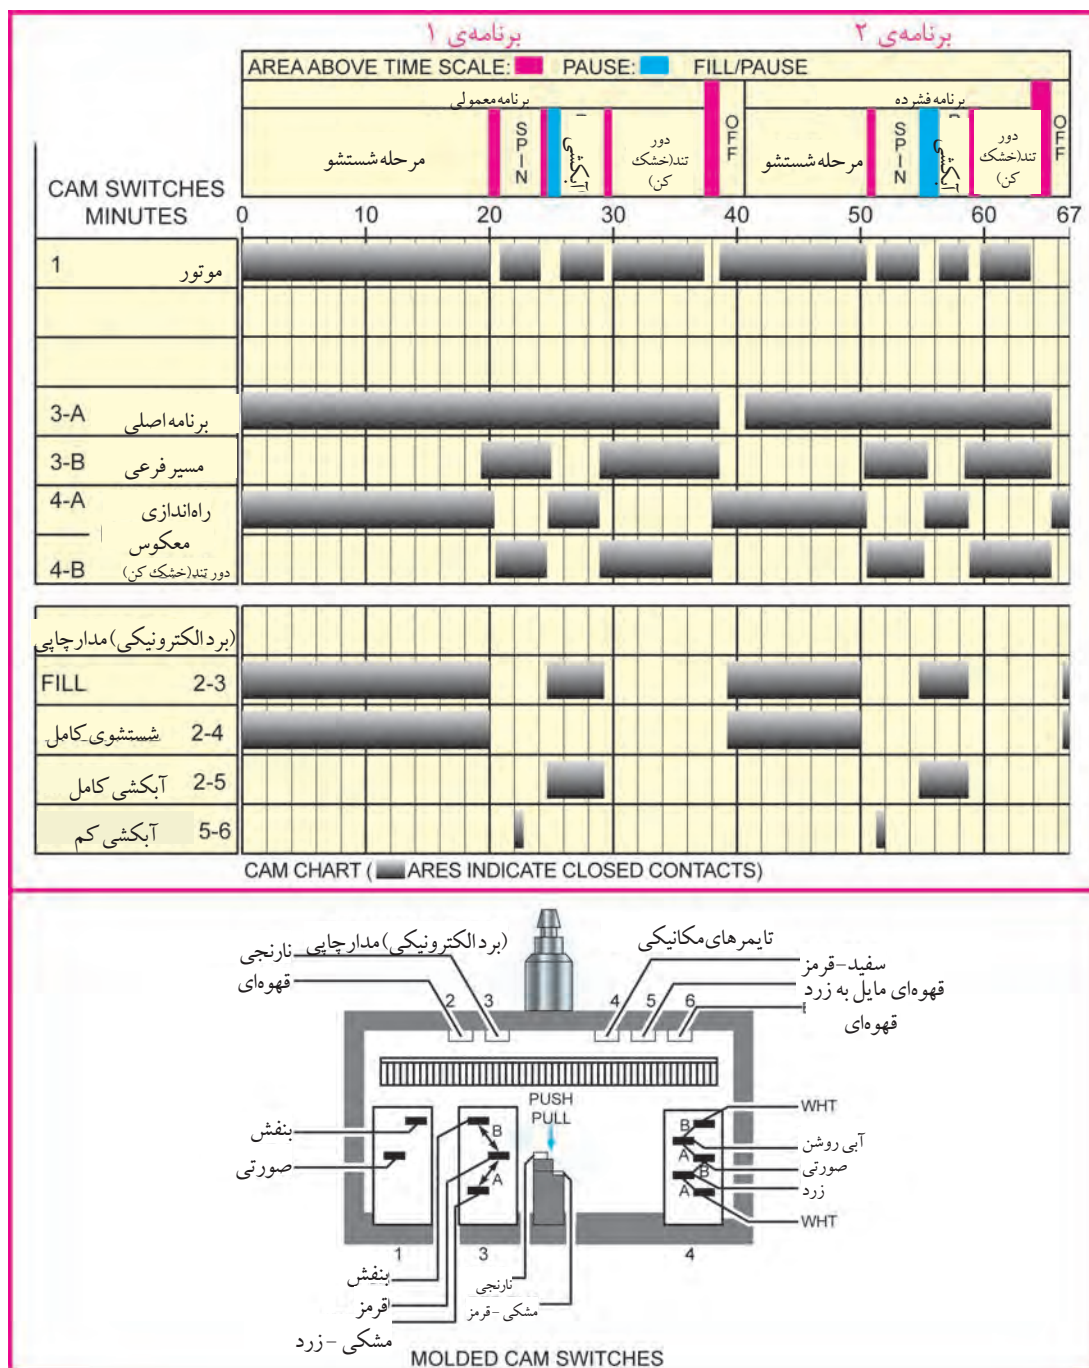 برنامه‌ی ۱
برنامه‌ی ۲
AREA ABOVE TIME SCALE: PAUSE: FILL/PAUSE
برنامه معمولی
برنامه فشرده
مرحله شستشو
SPIN
آبکشی
دور
تند(خشک
کن)
OFF
مرحله شستشو
SPIN
آبکشی
دور
تند(خشک
کن)
OFF
CAM SWITCHES
MINUTES
0 10 20 30 40 50 60 67
1 موتور
3-A برنامه اصلی
3-B مسیر فرعی
4-A راه‌اندازی
معکوس
4-B دور تند(خشک کن)
(برد الکترونیکی) مدار چاپی
FILL 2-3
شستشوی کامل 2-4
آبکشی کامل 2-5
آبکشی کم 5-6
CAM CHART ( ARES INDICATE CLOSED CONTACTS)
(برد الکترونیکی) مدار چاپی
نارنجی
قهوه‌ای
تایمرهای مکانیکی
سفید-قرمز
قهوه‌ای مایل به زرد
قهوه‌ای
2 3 4 5 6
PUSH
PULL
بنفش
صورتی
B
A
B
A
B
A
WHT
آبی روشن
صورتی
زرد
WHT
1 3 4
بنفش
قرمز
مشکی - زرد
نارنجی
مشکی - قرمز
MOLDED CAM SWITCHES